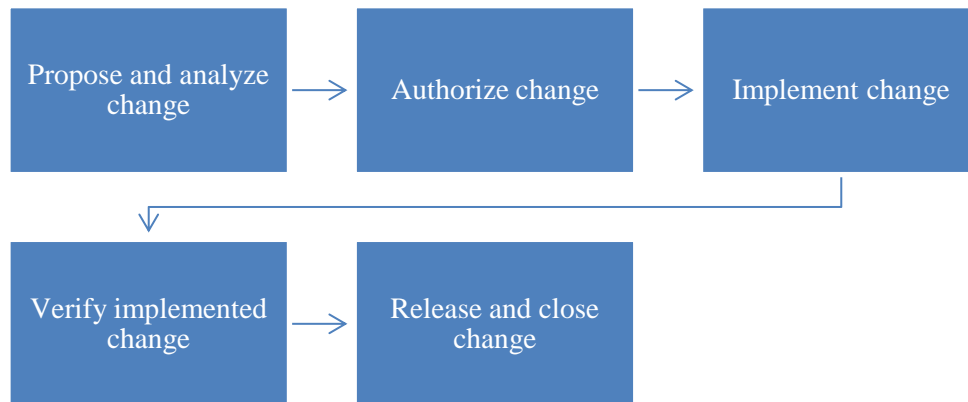 Propose and analyze
change
Authorize change
Implement change
Verify implemented
change
Release and close
change